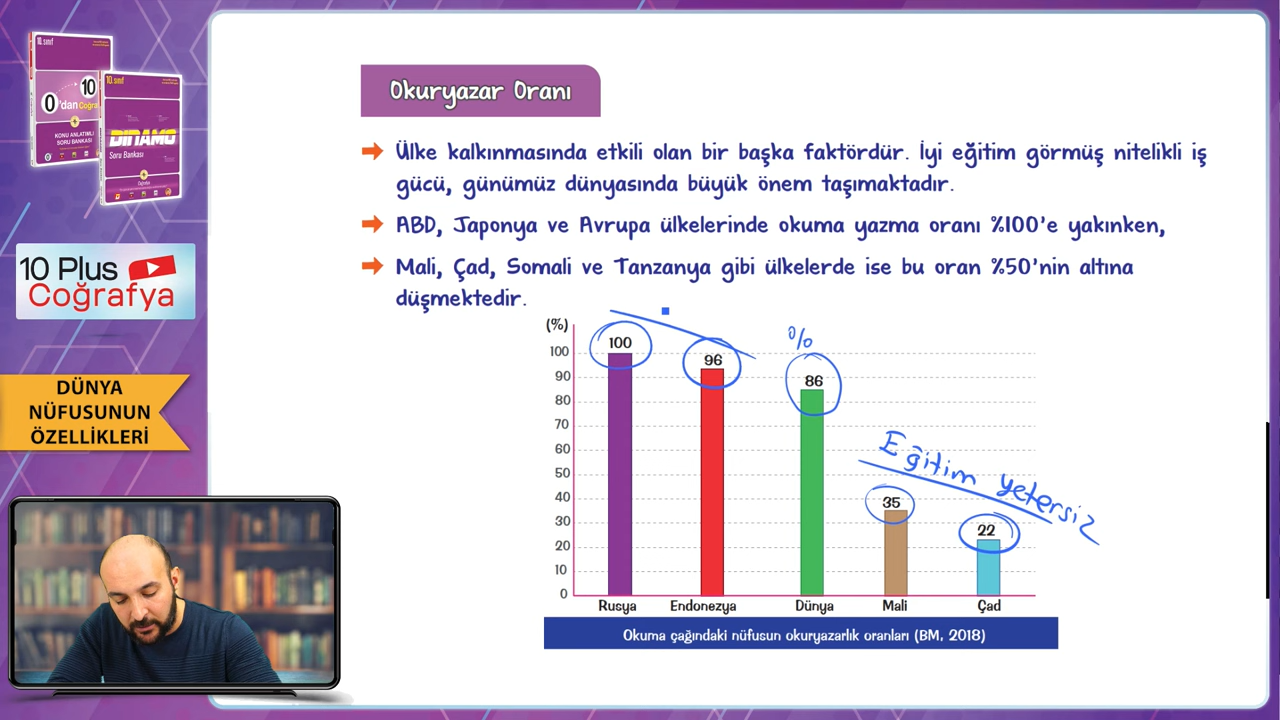 10. sınıf
0'dan 10
Coğra
KONU ANLATIMLI
SORU BANKASI
10. sınıf
DİNAMO
Soru Bankası
Coğrafya
10 Plus
Coğrafya
DÜNYA
NÜFUSUNUN
ÖZELLİKLERİ
Okuryazar Oranı
Ülke kalkınmasında etkili olan bir başka faktördür. İyi eğitim görmüş nitelikli iş
gücü, günümüz dünyasında büyük önem taşımaktadır.
ABD, Japonya ve Avrupa ülkelerinde okuma yazma oranı %100'e yakınken,
Mali, Çad, Somali ve Tanzanya gibi ülkelerde ise bu oran %50'nin altına
düşmektedir.
(%)
100
90
80
70
60
50
40
30
20
10
0
100
96
%
86
Eğitim yetersiz
35
22
Rusya Endonezya Dünya Mali Çad
Okuma çağındaki nüfusun okuryazarlık oranları (BM, 2018)